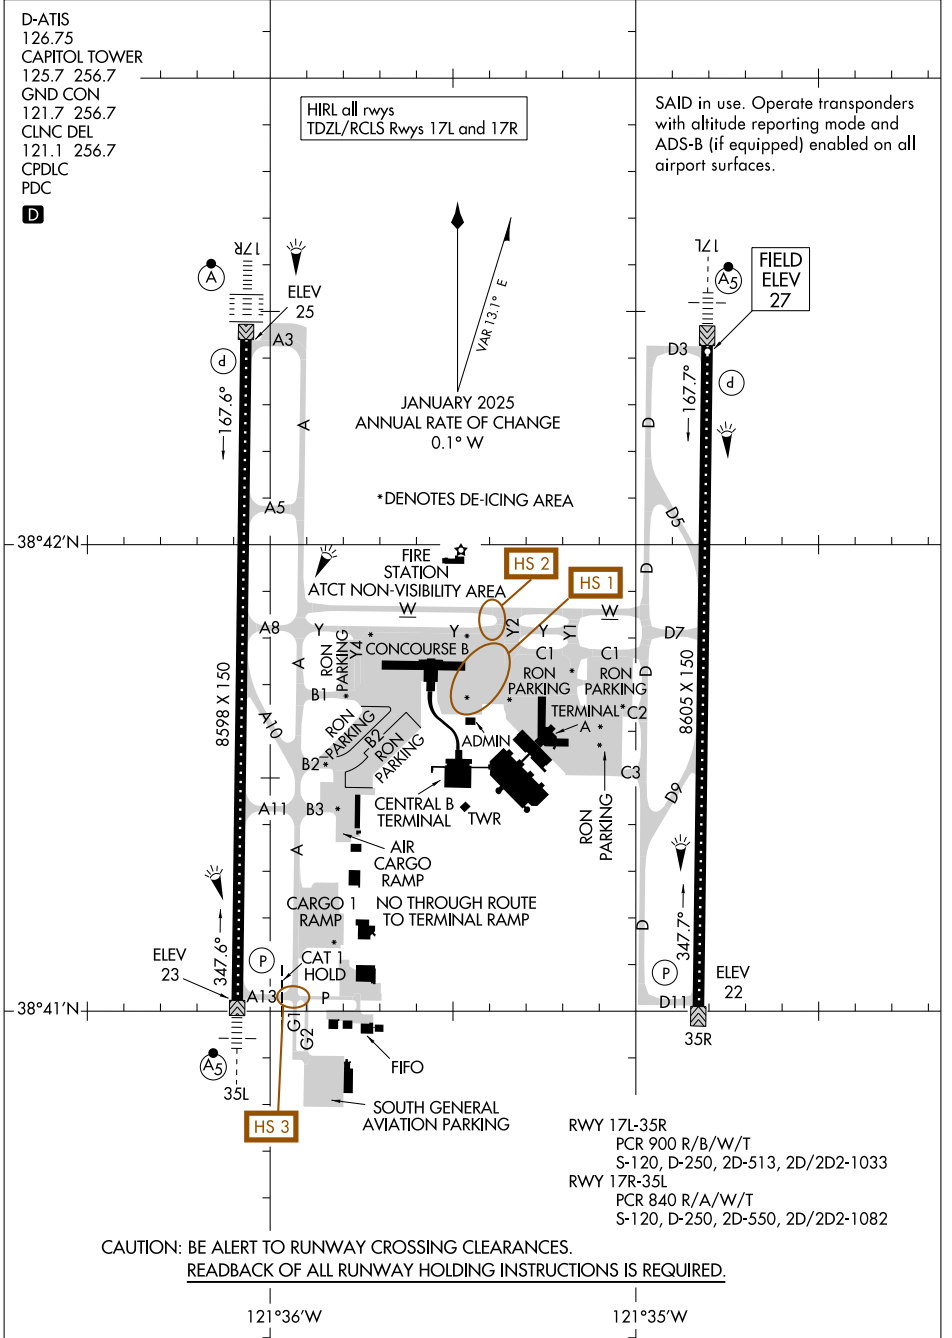 D-ATIS
126.75
CAPITOL TOWER
125.7 256.7
GND CON
121.7 256.7
CLNC DEL
121.1 256.7
CPDLC
PDC
D
HIRL all rwys
TDZL/RCLS Rwys 17L and 17R
SAID in use. Operate transponders
with altitude reporting mode and
ADS-B (if equipped) enabled on all
airport surfaces.
17R
A
ELEV
25
A3
P
167.6°
VAR 13.1° E
JANUARY 2025
ANNUAL RATE OF CHANGE
0.1° W
17L
A5
FIELD
ELEV
27
D3
P
167.7°
A
D
*DENOTES DE-ICING AREA
A5
D5
38°42'N
FIRE
STATION
HS 2
HS 1
D
ATCT NON-VISIBILITY AREA
W
W
A8
Y
Y
Y2
Y
Y1
D7
RON
PARKING
Y4
CONCOURSE B
C1
C1
A
D
RON
PARKING
RON
PARKING
B1
TERMINAL
A
C2
8598 X 150
8605 X 150
A10
RON
PARKING
B2
RON
PARKING
ADMIN
B2
C3
A11
B3
CENTRAL B
TERMINAL
TWR
D9
RON
PARKING
A
AIR
CARGO
RAMP
CARGO 1
RAMP
NO THROUGH ROUTE
TO TERMINAL RAMP
D
347.6°
347.7°
ELEV
23
P
CAT 1
HOLD
P
ELEV
22
A13
P
D11
38°41'N
G1
G2
35R
A5
FIFO
35L
SOUTH GENERAL
AVIATION PARKING
HS 3
RWY 17L-35R
PCR 900 R/B/W/T
S-120, D-250, 2D-513, 2D/2D2-1033
RWY 17R-35L
PCR 840 R/A/W/T
S-120, D-250, 2D-550, 2D/2D2-1082
CAUTION: BE ALERT TO RUNWAY CROSSING CLEARANCES.
READBACK OF ALL RUNWAY HOLDING INSTRUCTIONS IS REQUIRED.
121°36'W
121°35'W